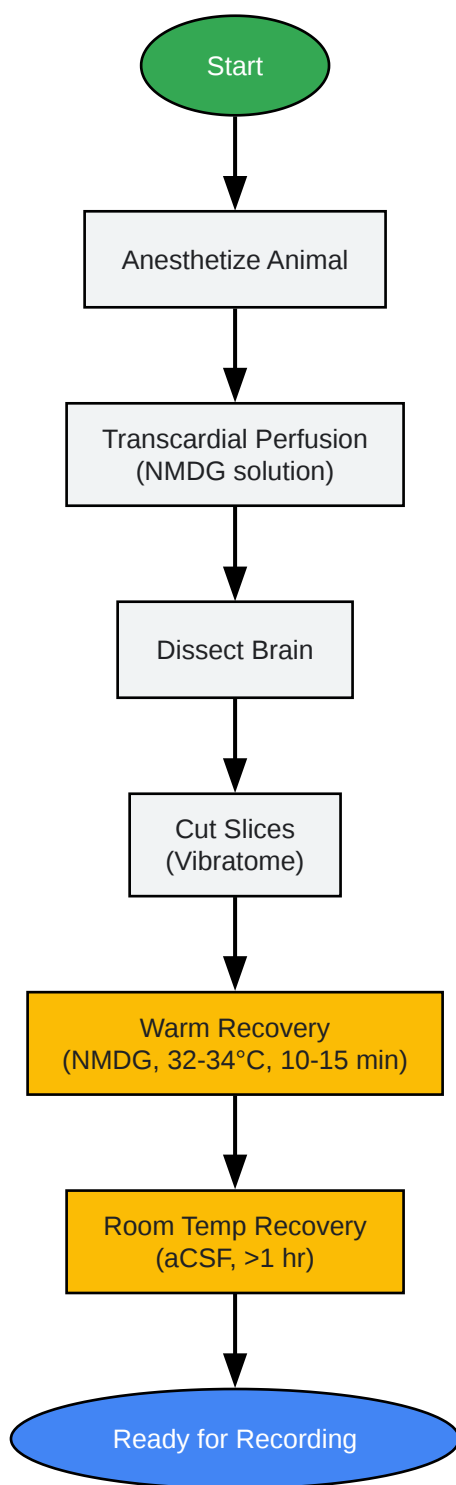 Start
Anesthetize Animal
Transcardial Perfusion
(NMDG solution)
Dissect Brain
Cut Slices
(Vibratome)
Warm Recovery
(NMDG, 32-34°C, 10-15 min)
Room Temp Recovery
(aCSF, >1 hr)
Ready for Recording